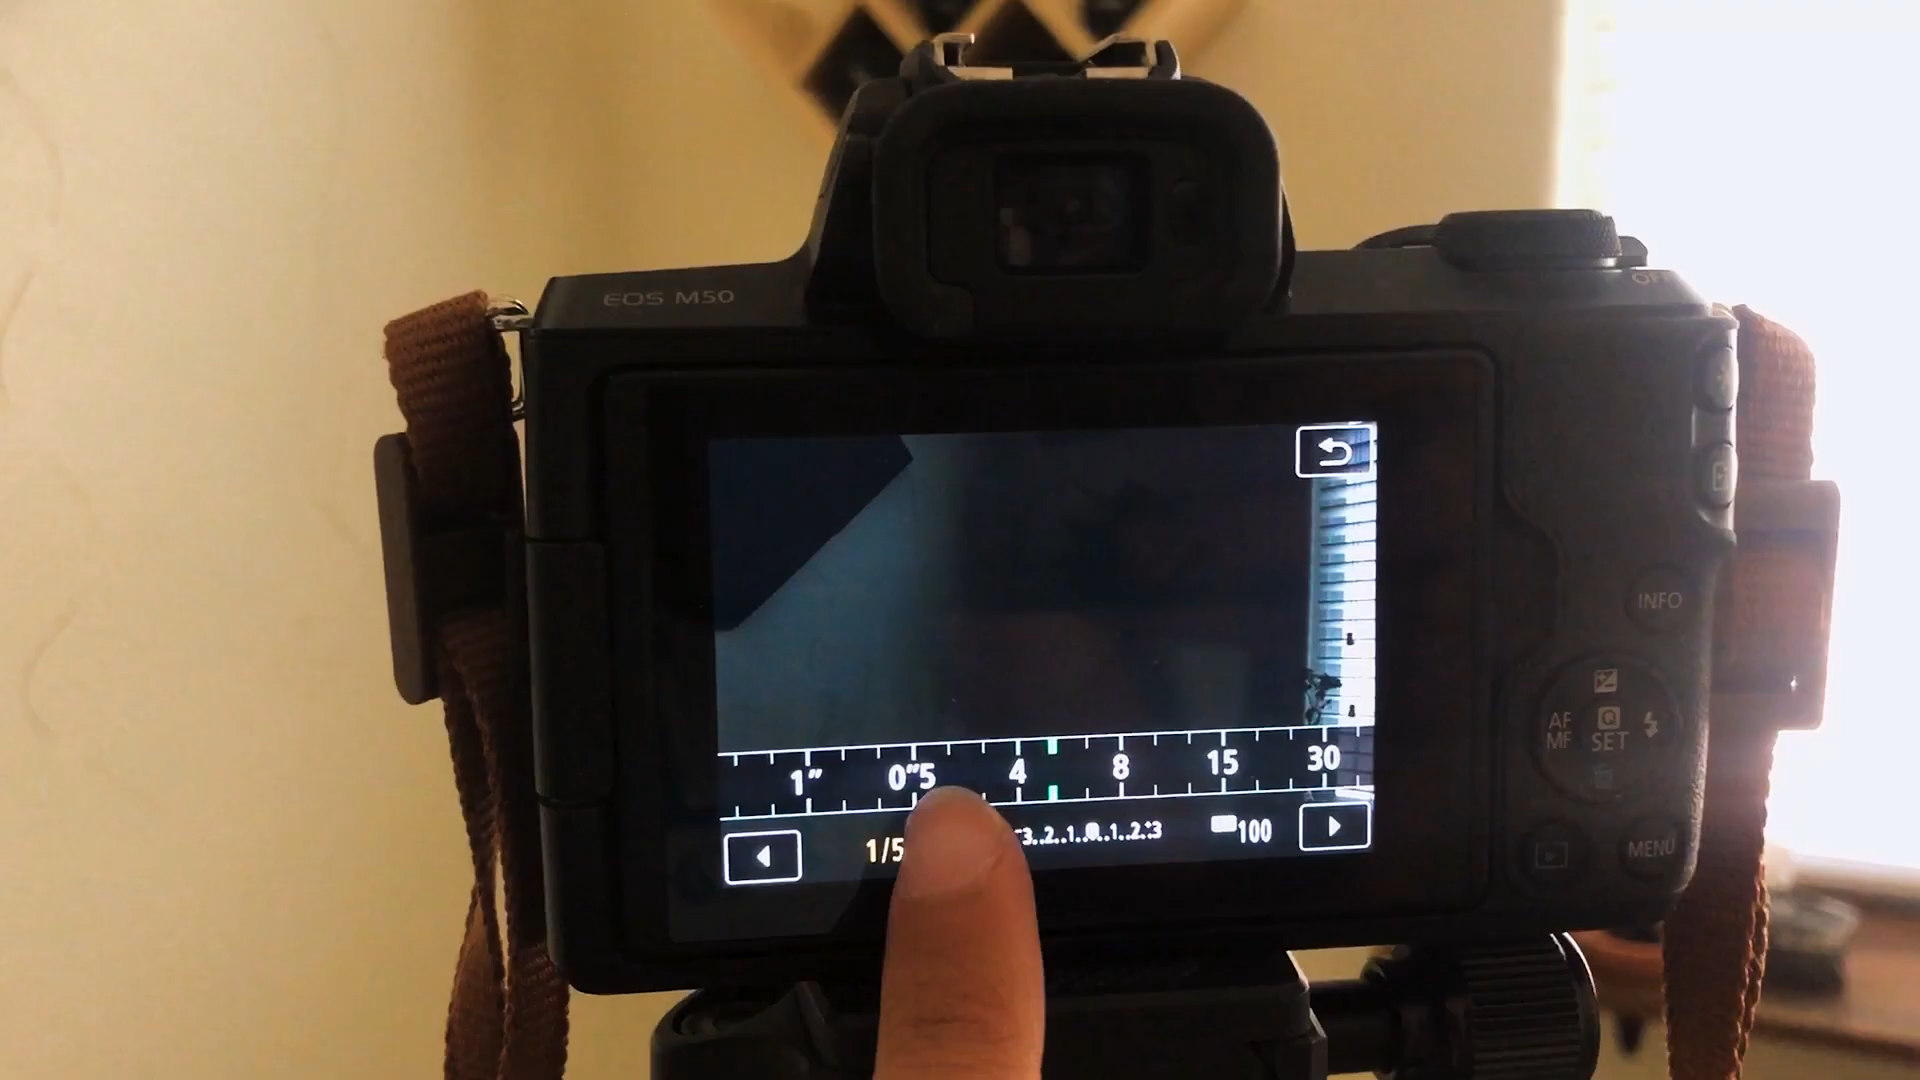 EOS M50
OFF
1" 0"5 4 8 15 30
1/5
-3..2..1..0..1..2..+3
100
INFO
AF
MF
Q
SET
MENU